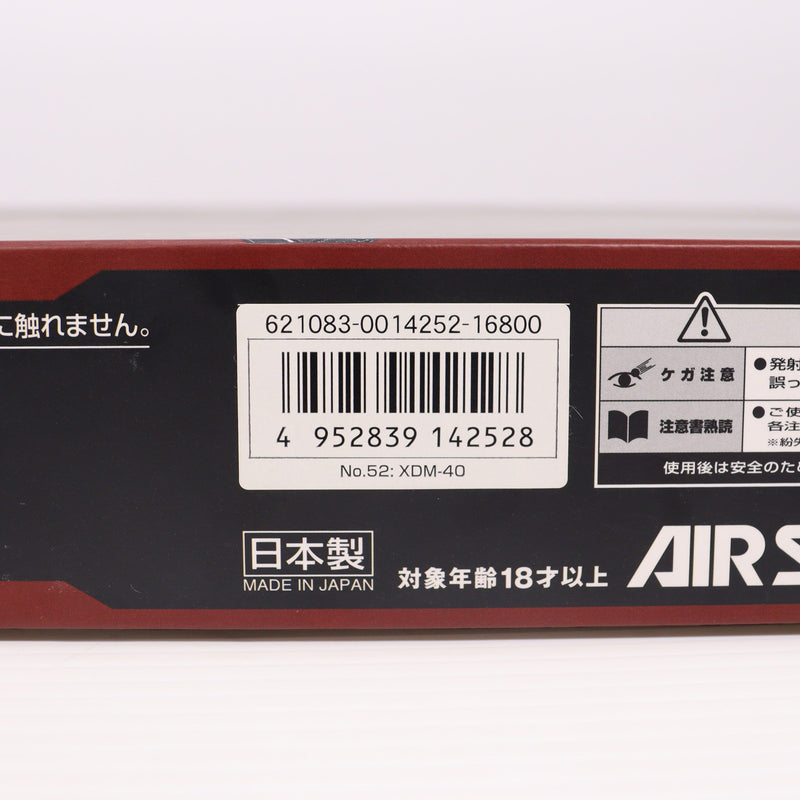 に触れません。
621083-0014252-16800
4 952839 142528
No.52: XDM-40
日本製
MADE IN JAPAN
対象年齢18才以上
AIR S
ケガ注意
●発射
誤っ
注意書熟読
●ご使
各注
※紛失
使用後は安全のため